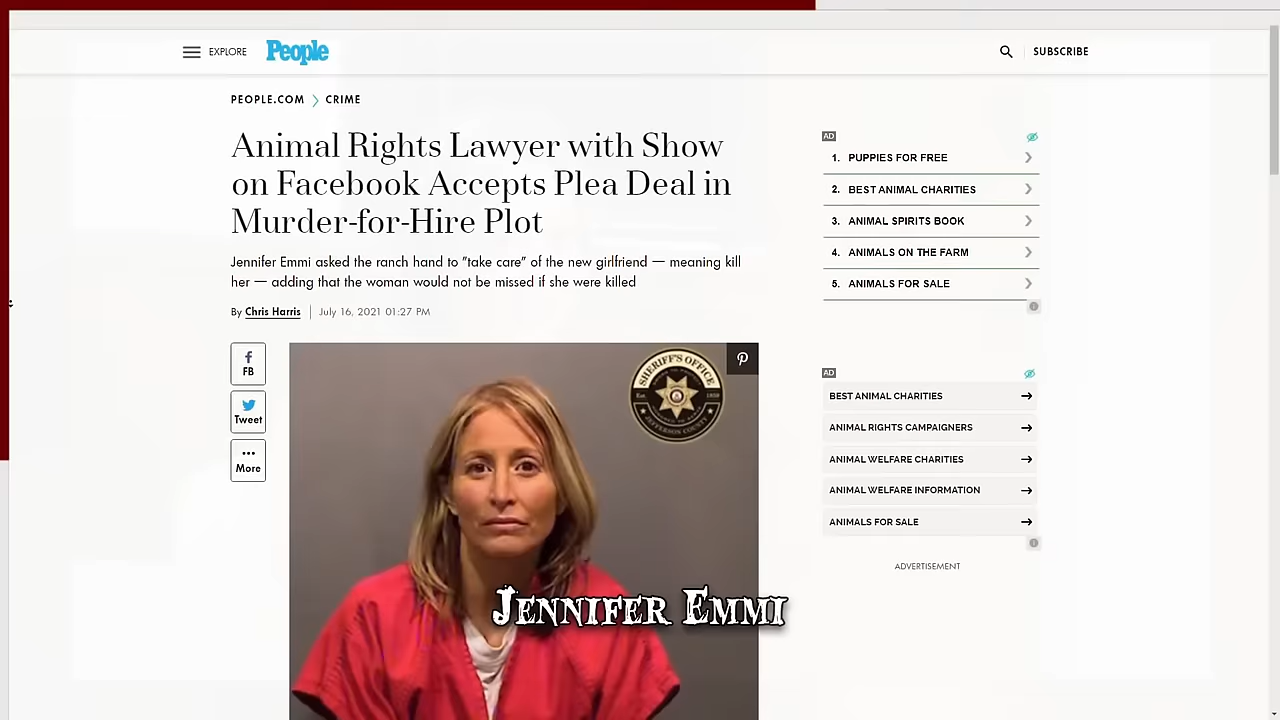 EXPLORE
People
SUBSCRIBE
PEOPLE.COM
CRIME
Animal Rights Lawyer with Show
on Facebook Accepts Plea Deal in
Murder-for-Hire Plot
Jennifer Emmi asked the ranch hand to "take care" of the new girlfriend — meaning kill
her — adding that the woman would not be missed if she were killed
By Chris Harris
July 16, 2021 01:27 PM
FB
Tweet
More
SHERIFF'S OFFICE
JEFFERSON COUNTY
JENNIFER EMMI
AD
1. PUPPIES FOR FREE
2. BEST ANIMAL CHARITIES
3. ANIMAL SPIRITS BOOK
4. ANIMALS ON THE FARM
5. ANIMALS FOR SALE
AD
BEST ANIMAL CHARITIES
ANIMAL RIGHTS CAMPAIGNERS
ANIMAL WELFARE CHARITIES
ANIMAL WELFARE INFORMATION
ANIMALS FOR SALE
ADVERTISEMENT